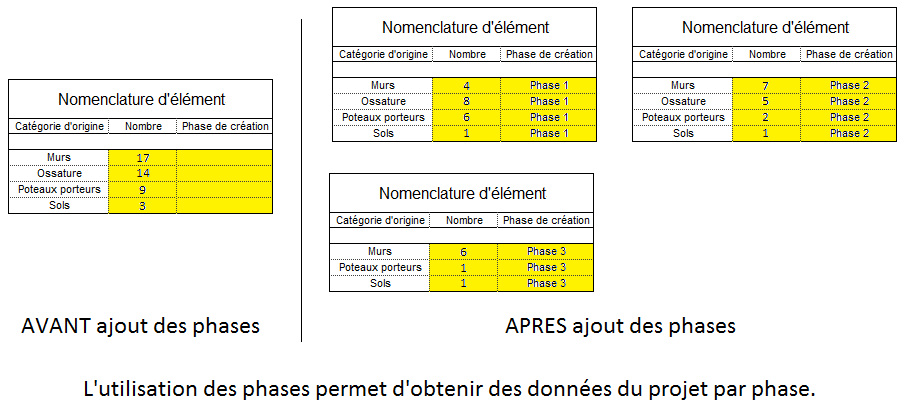 Nomenclature d'élément
Catégorie d'origine Nombre Phase de création
Murs 17
Ossature 14
Poteaux porteurs 9
Sols 3
AVANT ajout des phases
Nomenclature d'élément
Catégorie d'origine Nombre Phase de création
Murs 4 Phase 1
Ossature 8 Phase 1
Poteaux porteurs 6 Phase 1
Sols 1 Phase 1
Nomenclature d'élément
Catégorie d'origine Nombre Phase de création
Murs 7 Phase 2
Ossature 5 Phase 2
Poteaux porteurs 2 Phase 2
Sols 1 Phase 2
Nomenclature d'élément
Catégorie d'origine Nombre Phase de création
Murs 6 Phase 3
Poteaux porteurs 1 Phase 3
Sols 1 Phase 3
APRES ajout des phases
L'utilisation des phases permet d'obtenir des données du projet par phase.